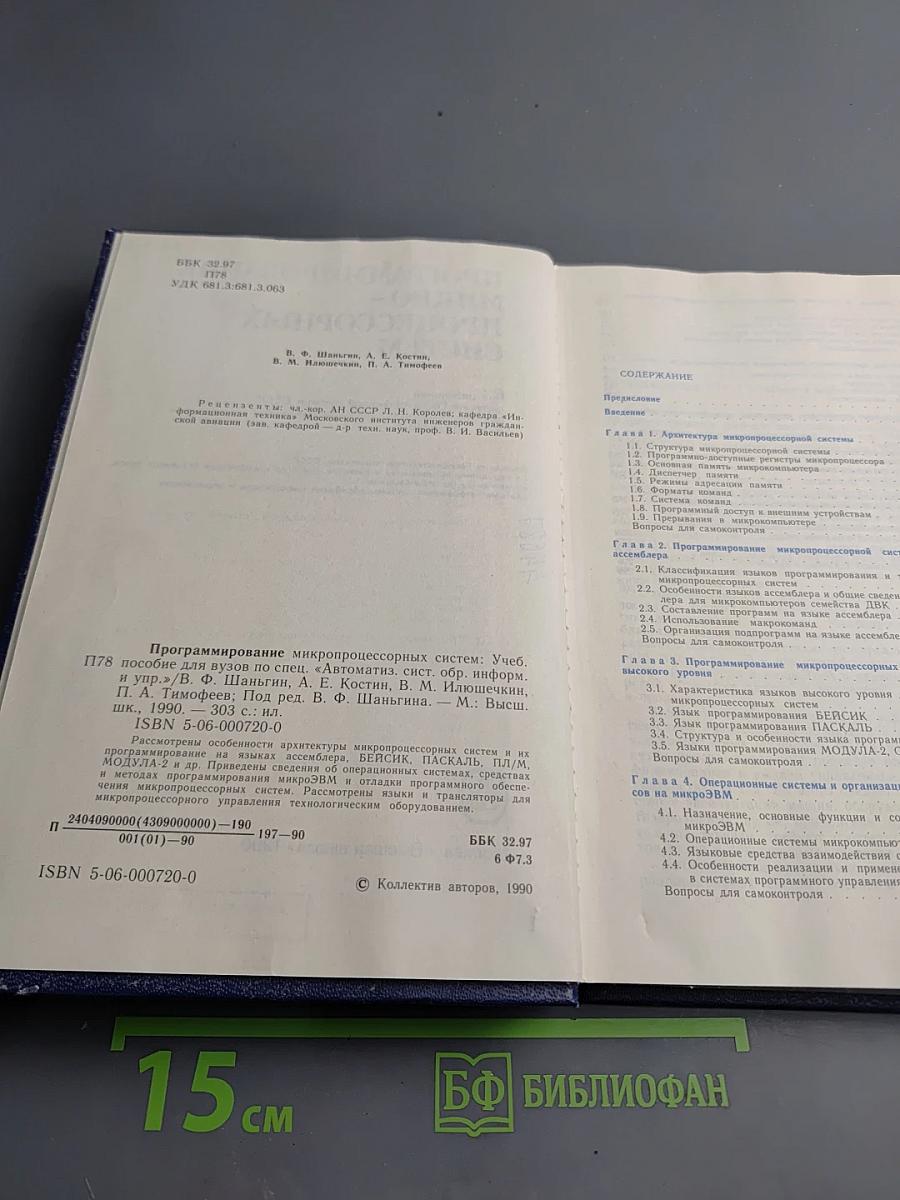 ББК 32.97
П78
УДК 681.3:681.3.063
В. Ф. Шаньгин, А. Е. Костин,
В. М. Илюшечкин, П. А. Тимофеев
Рецензенты: чл.-кор. АН СССР Л. Н. Королев; кафедра «Ин-
формационная техника» Московского института инженеров граждан-
ской авиации (зав. кафедрой — д-р техн. наук, проф. В. И. Васильев)
Программирование микропроцессорных систем: Учеб.
П78 пособие для вузов по спец. «Автоматиз. сист. обр. информ.
и упр.»/В. Ф. Шаньгин, А. Е. Костин, В. М. Илюшечкин,
П. А. Тимофеев; Под ред. В. Ф. Шаньгина. — М.: Высш.
шк., 1990. — 303 с.: ил.
ISBN 5-06-000720-0
Рассмотрены особенности архитектуры микропроцессорных систем и их
программирование на языках ассемблера, БЕЙСИК, ПАСКАЛЬ, ПЛ/М,
МОДУЛА-2 и др. Приведены сведения об операционных системах, средствах
и методах программирования микроЭВМ и отладки программного обеспе-
чения микропроцессорных систем. Рассмотрены языки и трансляторы для
микропроцессорного управления технологическим оборудованием.
П 2404090000(4309000000)—190
001(01)—90 197—90
ББК 32.97
6 Ф7.3
ISBN 5-06-000720-0
© Коллектив авторов, 1990
СОДЕРЖАНИЕ
Предисловие
Введение
Глава 1. Архитектура микропроцессорной системы
1.1. Структура микропроцессорной системы
1.2. Программно-доступные регистры микропроцессора
1.3. Основная память микрокомпьютера
1.4. Диспетчер памяти
1.5. Режимы адресации памяти
1.6. Форматы команд
1.7. Система команд
1.8. Программный доступ к внешним устройствам
1.9. Прерывания в микрокомпьютере
Вопросы для самоконтроля
Глава 2. Программирование микропроцессорной сист
ассемблера
2.1. Классификация языков программирования и т
микропроцессорных систем
2.2. Особенности языков ассемблера и общие сведен
лера для микрокомпьютеров семейства ДВК
2.3. Составление программ на языке ассемблера
2.4. Использование макрокоманд
2.5. Организация подпрограмм на языке ассембле
Вопросы для самоконтроля
Глава 3. Программирование микропроцессорных
высокого уровня
3.1. Характеристика языков высокого уровня
микропроцессорных систем
3.2. Язык программирования БЕЙСИК
3.3. Язык программирования ПАСКАЛЬ
3.4. Структура и особенности языка програм
3.5. Языки программирования МОДУЛА-2, С
Вопросы для самоконтроля
Глава 4. Операционные системы и организац
сов на микроЭВМ
4.1. Назначение, основные функции и со
микроЭВМ
4.2. Операционные системы микрокомпью
4.3. Языковые средства взаимодействия с
4.4. Особенности реализации и примене
в системах программного управления
Вопросы для самоконтроля
15 см
БФ БИБЛИОФАН